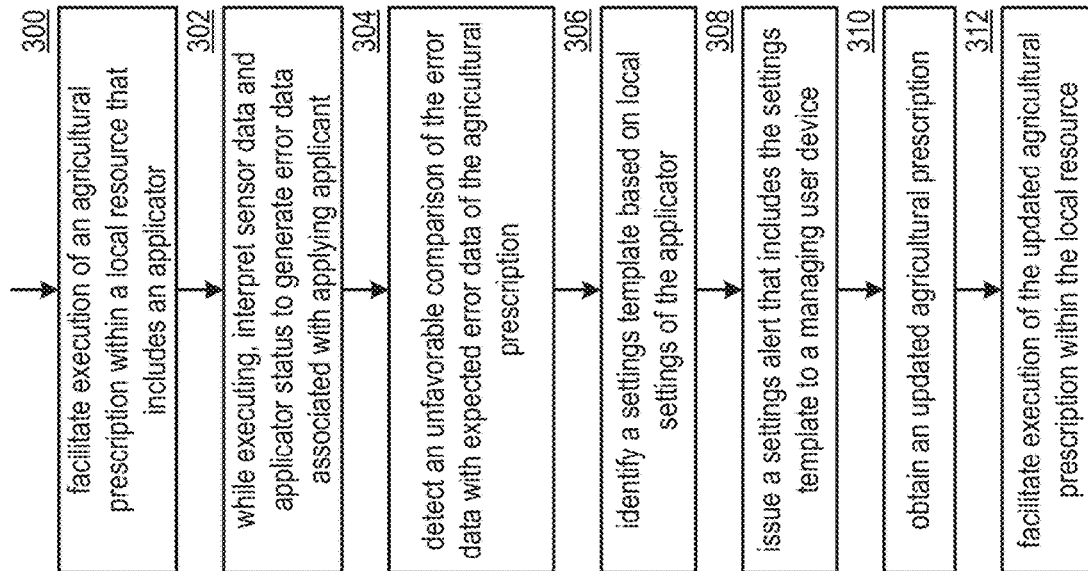 300
facilitate execution of an agricultural
prescription within a local resource that
includes an applicator
302
while executing, interpret sensor data and
applicator status to generate error data
associated with applying applicant
304
detect an unfavorable comparison of the error
data with expected error data of the agricultural
prescription
306
identify a settings template based on local
settings of the applicator
308
issue a settings alert that includes the settings
template to a managing user device
310
obtain an updated agricultural prescription
312
facilitate execution of the updated agricultural
prescription within the local resource